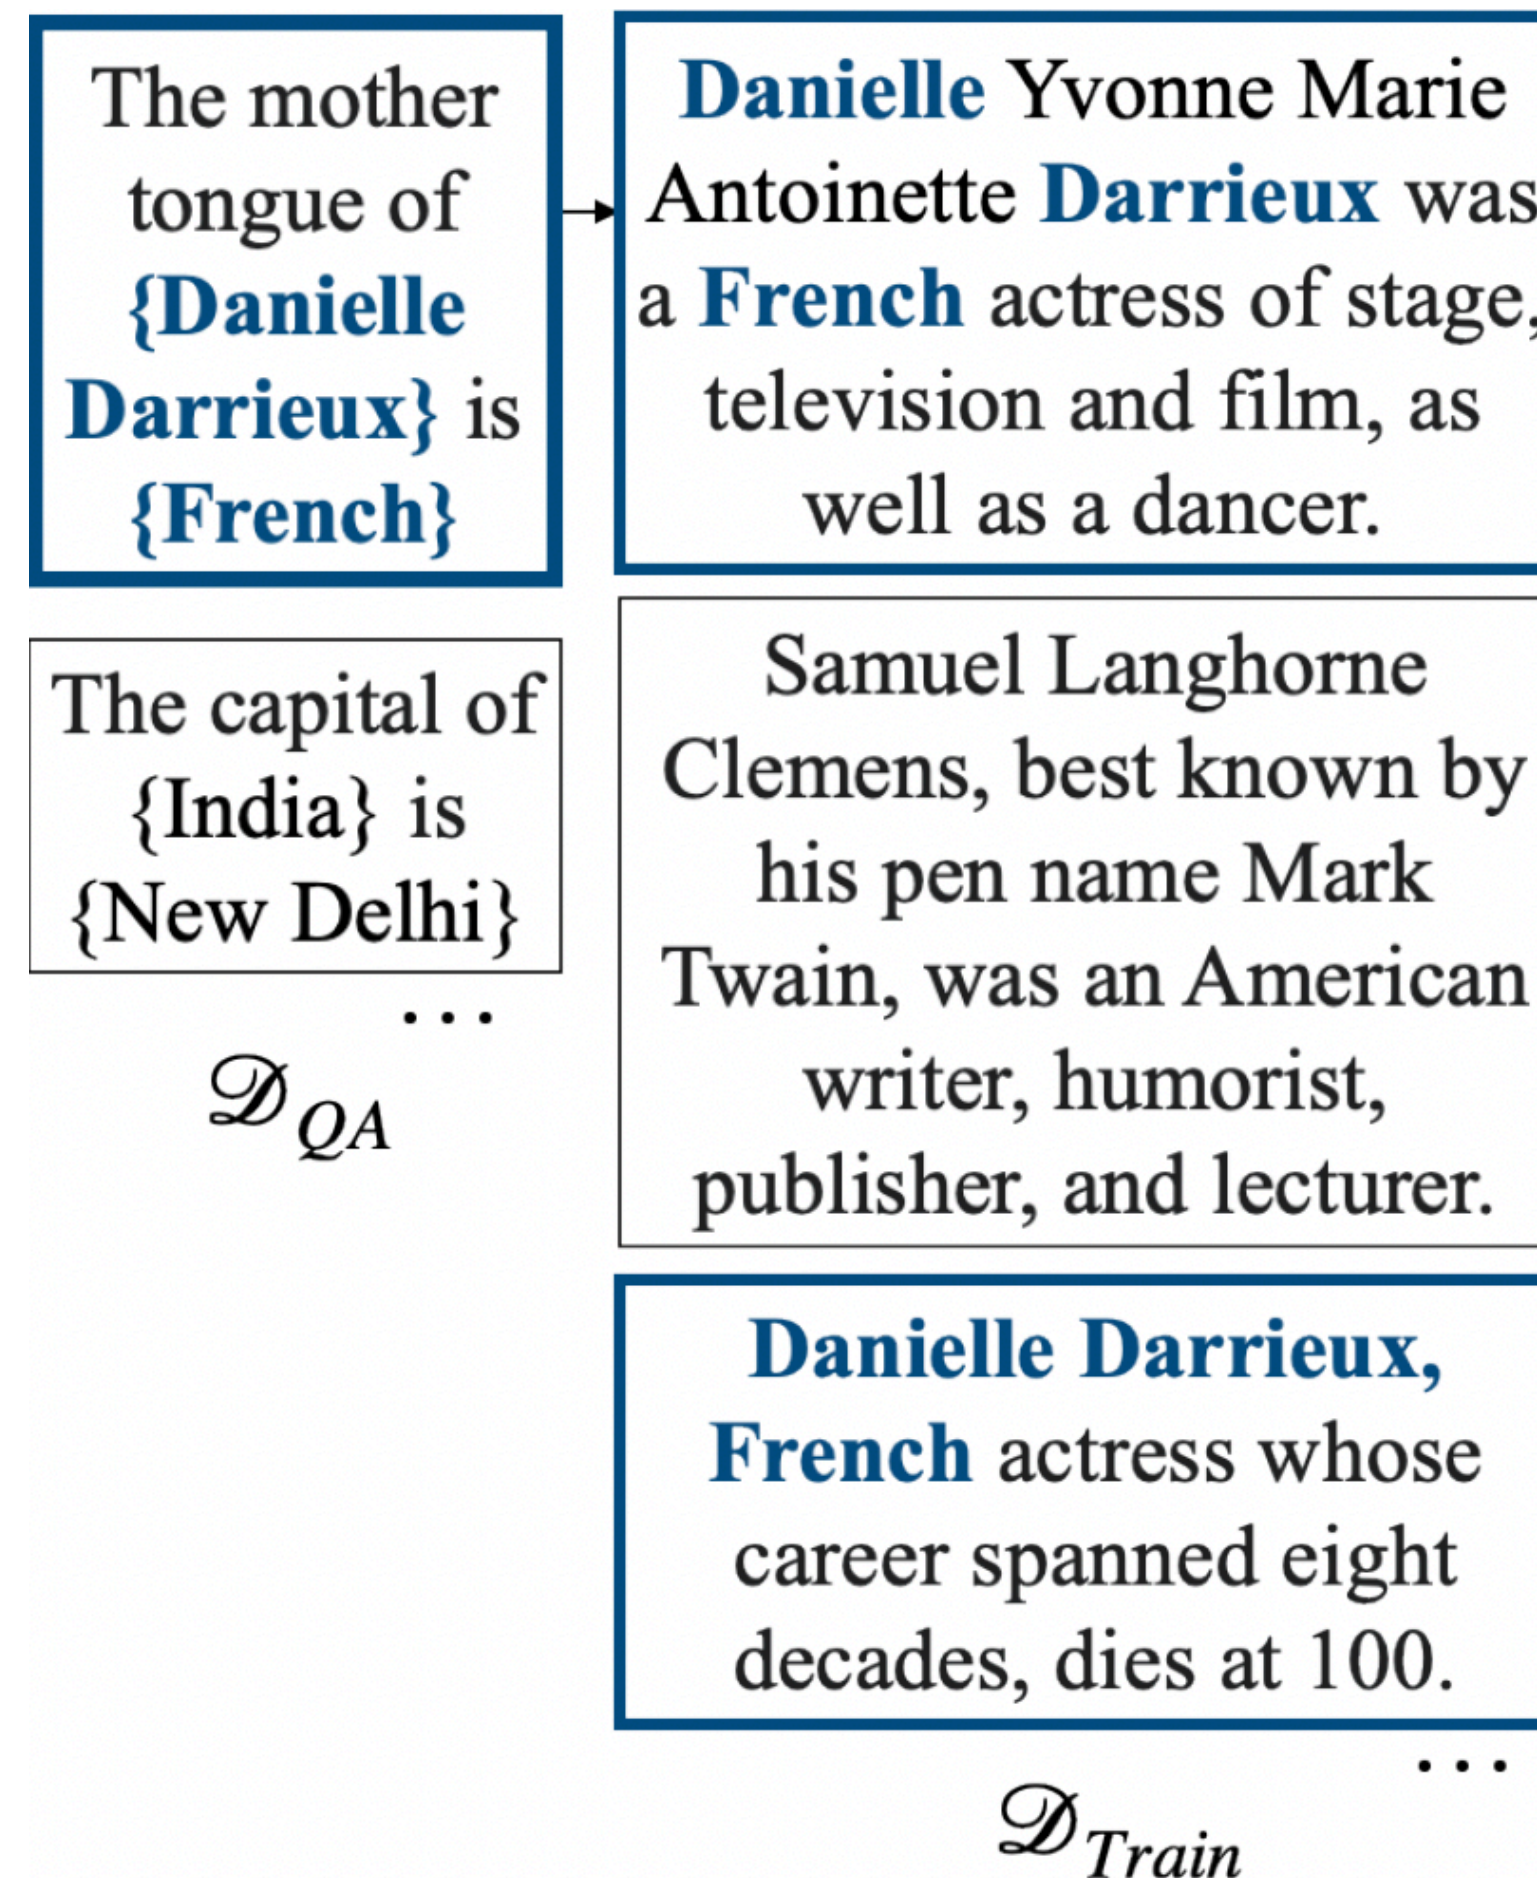 The mother
tongue of
{Danielle
Darrieux} is
{French}
The capital of
{India} is
{New Delhi}
...
𝒟QA
Danielle Yvonne Marie
Antoinette Darrieux was
a French actress of stage,
television and film, as
well as a dancer.
Samuel Langhorne
Clemens, best known by
his pen name Mark
Twain, was an American
writer, humorist,
publisher, and lecturer.
Danielle Darrieux,
French actress whose
career spanned eight
decades, dies at 100.
...
𝒟Train